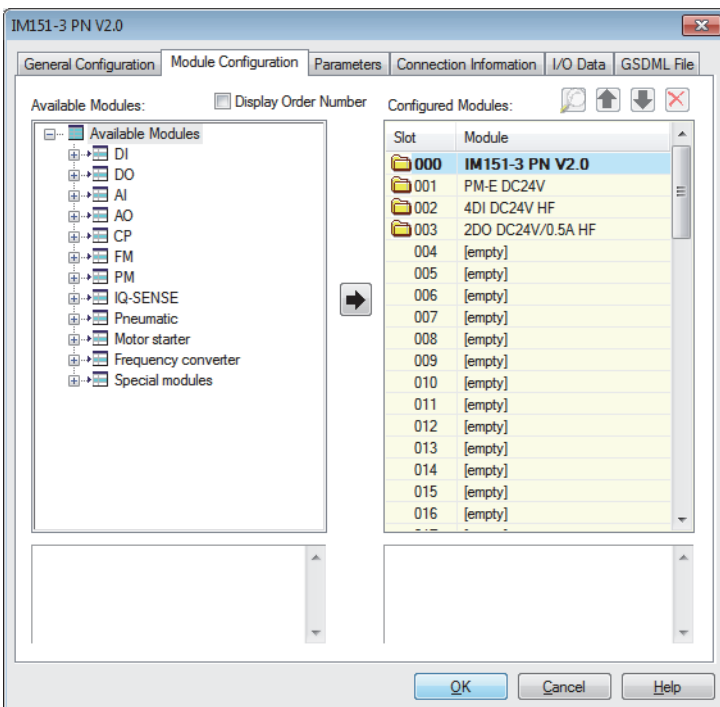 IM151-3 PN V2.0
General Configuration
Module Configuration
Parameters
Connection Information
I/O Data
GSDML File
Available Modules:
Display Order Number
Available Modules
DI
DO
AI
AO
CP
FM
PM
IQ-SENSE
Pneumatic
Motor starter
Frequency converter
Special modules
Configured Modules:
Slot Module
000 IM151-3 PN V2.0
001 PM-E DC24V
002 4DI DC24V HF
003 2DO DC24V/0.5A HF
004 [empty]
005 [empty]
006 [empty]
007 [empty]
008 [empty]
009 [empty]
010 [empty]
011 [empty]
012 [empty]
013 [empty]
014 [empty]
015 [empty]
016 [empty]
OK
Cancel
Help